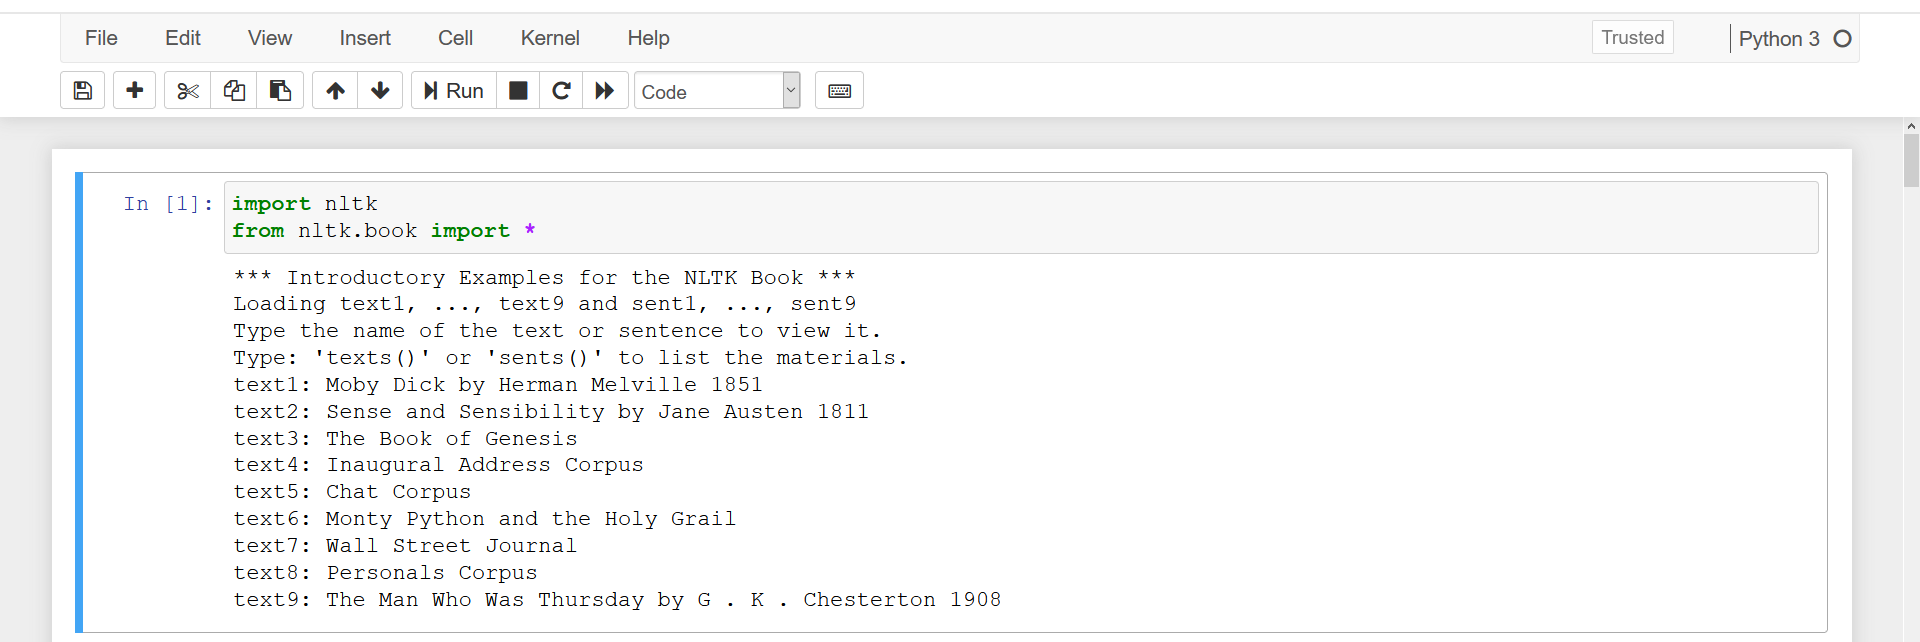 File Edit View Insert Cell Kernel Help Trusted Python 3
Run Code
In [1]: import nltk
from nltk.book import *
*** Introductory Examples for the NLTK Book ***
Loading text1, ..., text9 and sent1, ..., sent9
Type the name of the text or sentence to view it.
Type: 'texts()' or 'sents()' to list the materials.
text1: Moby Dick by Herman Melville 1851
text2: Sense and Sensibility by Jane Austen 1811
text3: The Book of Genesis
text4: Inaugural Address Corpus
text5: Chat Corpus
text6: Monty Python and the Holy Grail
text7: Wall Street Journal
text8: Personals Corpus
text9: The Man Who Was Thursday by G . K . Chesterton 1908